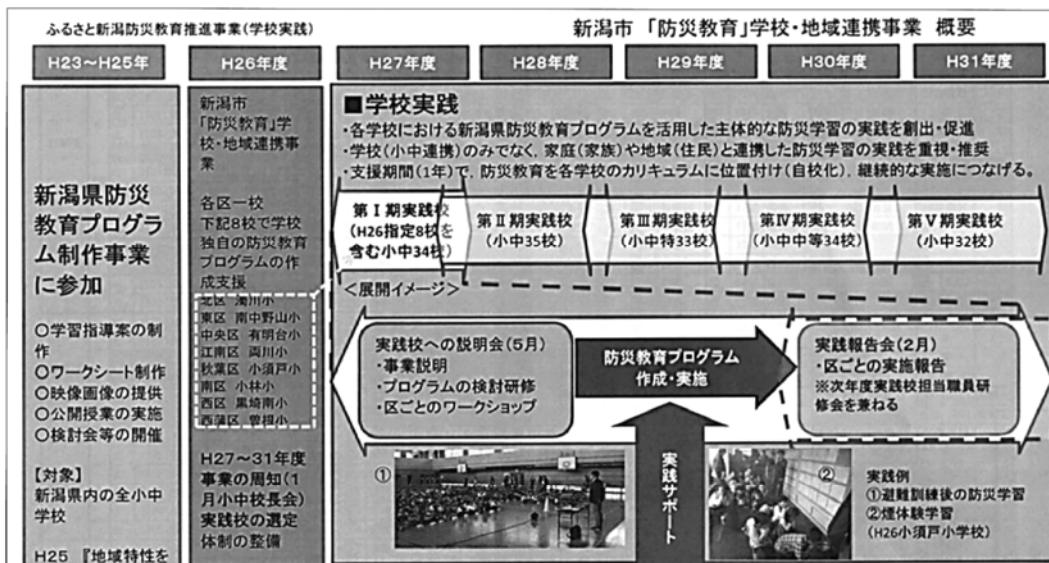 ふるさと新潟防災教育推進事業(学校実践)
新潟市 「防災教育」学校・地域連携事業 概要
H23〜H25年
H26年度
H27年度
H28年度
H29年度
H30年度
H31年度
新潟県防災
教育プログラ
ム制作事業
に参加
○学習指導案の制
作
○ワークシート制作
○映像画像の提供
○公開授業の実施
○検討会等の開催
【対象】
新潟県内の全小中
学校
H25 『地域特性を
新潟市
「防災教育」学
校・地域連携事
業
各区一校
下記8校で学校
独自の防災教育
プログラムの作
成支援
北区 濁川小
東区 南中野山小
中央区 有明台小
江南区 両川小
秋葉区 小須戸小
南区 小林小
西区 黒埼南小
西蒲区 曽根小
H27〜31年度
事業の周知(1
月小中校長会)
実践校の選定
体制の整備
■学校実践
・各学校における新潟県防災教育プログラムを活用した主体的な防災学習の実践を創出・促進
・学校(小中連携)のみでなく、家庭(家族)や地域(住民)と連携した防災学習の実践を重視・推奨
・支援期間(1年)で、防災教育を各学校のカリキュラムに位置付け(自校化)、継続的な実施につなげる。
第Ⅰ期実践校
(H26指定8校を
含む小中34校)
第Ⅱ期実践校
(小中35校)
第Ⅲ期実践校
(小中特33校)
第Ⅳ期実践校
(小中中等34校)
第Ⅴ期実践校
(小中32校)
<展開イメージ>
実践校への説明会(5月)
・事業説明
・プログラムの検討研修
・区ごとのワークショップ
防災教育プログラム
作成・実施
実践報告会(2月)
・区ごとの実施報告
※次年度実践校担当職員研
修会を兼ねる
①
実践サポート
②
実践例
①避難訓練後の防災学習
②煙体験学習
(H26小須戸小学校)